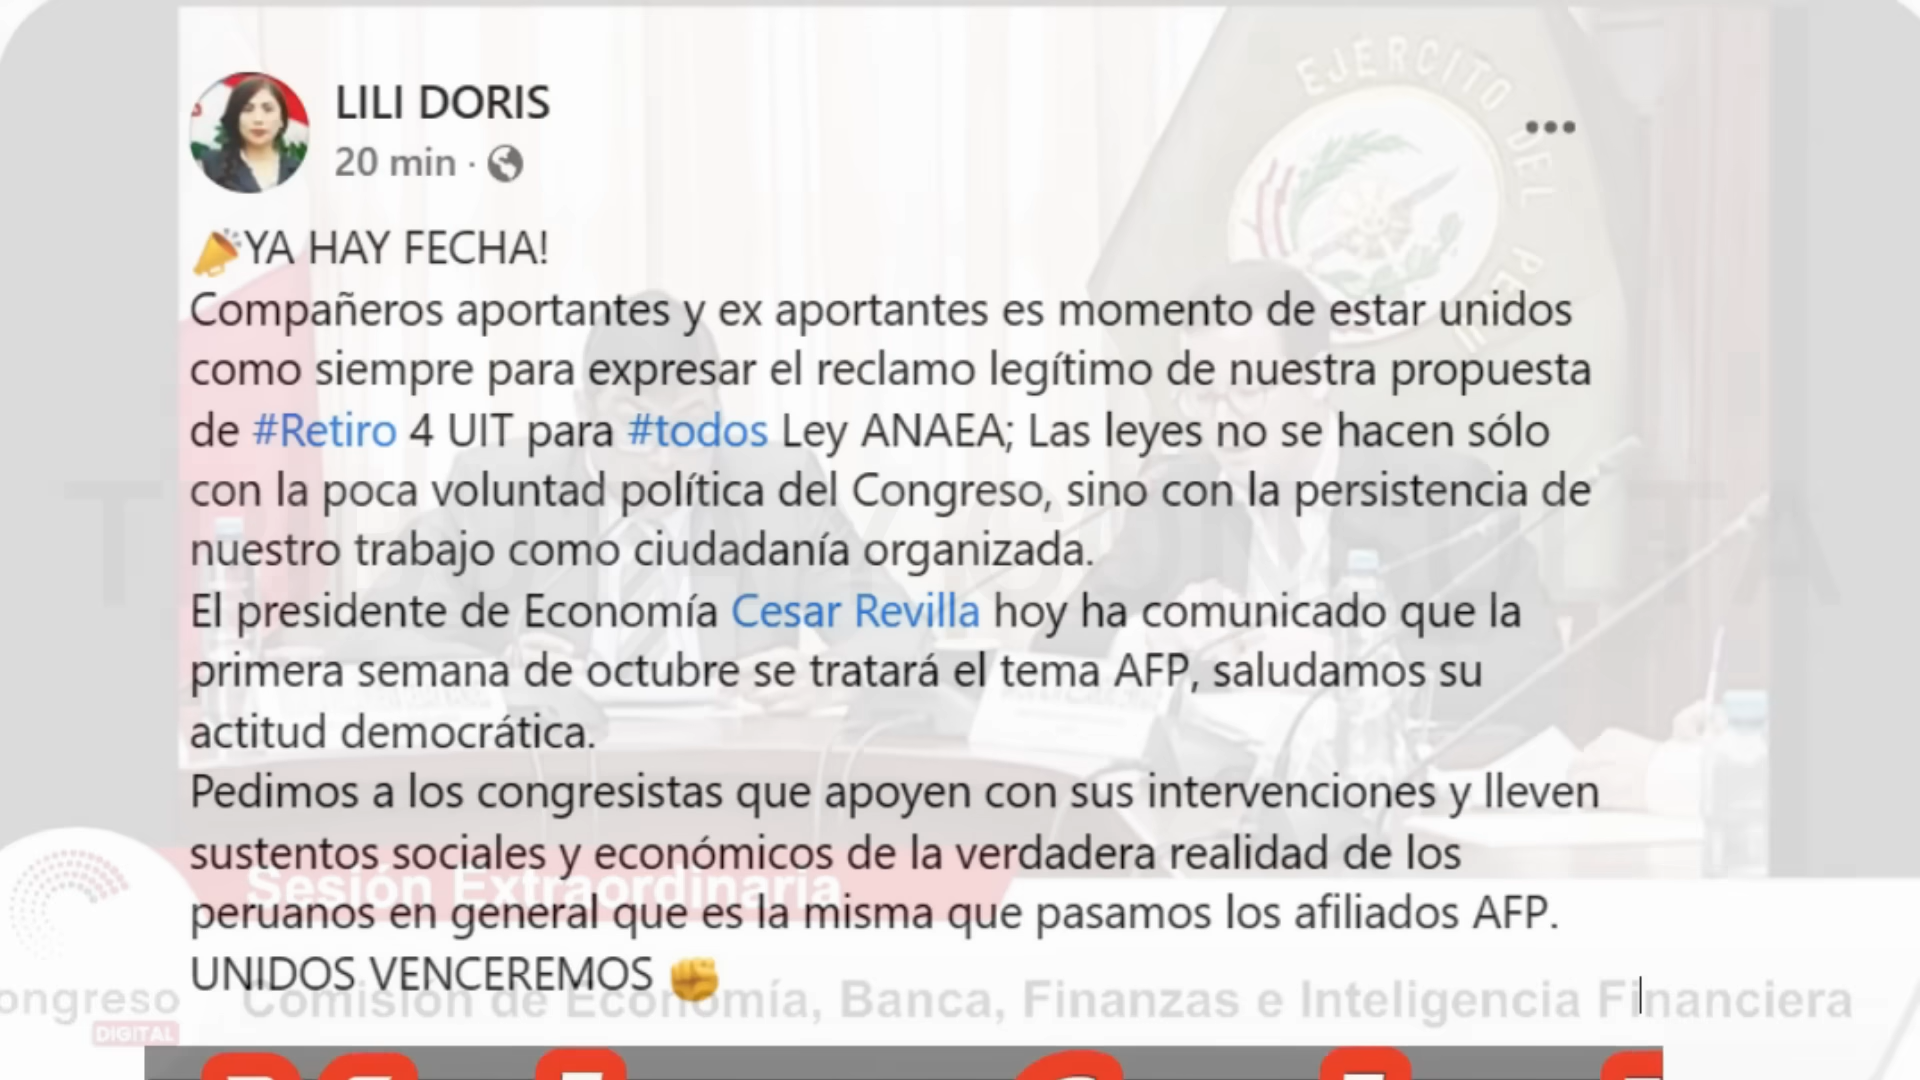 LILI DORIS
20 min ·
YA HAY FECHA!
Compañeros aportantes y ex aportantes es momento de estar unidos
como siempre para expresar el reclamo legítimo de nuestra propuesta
de #Retiro 4 UIT para #todos Ley ANAEA; Las leyes no se hacen sólo
con la poca voluntad política del Congreso, sino con la persistencia de
nuestro trabajo como ciudadanía organizada.
El presidente de Economía Cesar Revilla hoy ha comunicado que la
primera semana de octubre se tratará el tema AFP, saludamos su
actitud democrática.
Pedimos a los congresistas que apoyen con sus intervenciones y lleven
sustentos sociales y económicos de la verdadera realidad de los
peruanos en general que es la misma que pasamos los afiliados AFP.
UNIDOS VENCEREMOS
EJERCITO DEL PERU
Sesión Extraordinaria
ongreso
DIGITAL
Comisión de Economía, Banca, Finanzas e Inteligencia Financiera